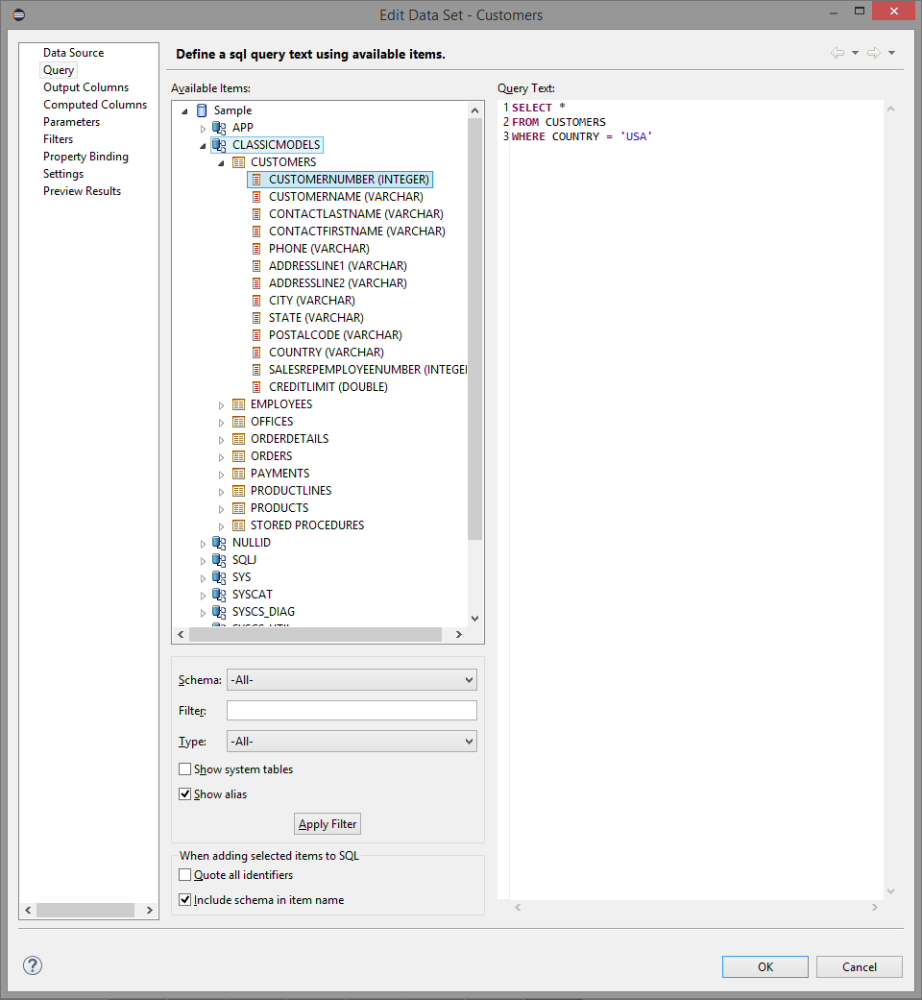 Edit Data Set - Customers
Data Source
Query
Output Columns
Computed Columns
Parameters
Filters
Property Binding
Settings
Preview Results
Define a sql query text using available items.
Available Items:
Sample
APP
CLASSICMODELS
CUSTOMERS
CUSTOMERNUMBER (INTEGER)
CUSTOMERNAME (VARCHAR)
CONTACTLASTNAME (VARCHAR)
CONTACTFIRSTNAME (VARCHAR)
PHONE (VARCHAR)
ADDRESSLINE1 (VARCHAR)
ADDRESSLINE2 (VARCHAR)
CITY (VARCHAR)
STATE (VARCHAR)
POSTALCODE (VARCHAR)
COUNTRY (VARCHAR)
SALESREPEMPLOYEENUMBER (INTEGE
CREDITLIMIT (DOUBLE)
EMPLOYEES
OFFICES
ORDERDETAILS
ORDERS
PAYMENTS
PRODUCTLINES
PRODUCTS
STORED PROCEDURES
NULLID
SQLJ
SYS
SYSCAT
SYSCS_DIAG
Schema: -All-
Filter:
Type: -All-
Show system tables
Show alias
Apply Filter
When adding selected items to SQL
Quote all identifiers
Include schema in item name
Query Text:
1 SELECT *
2 FROM CUSTOMERS
3 WHERE COUNTRY = 'USA'
?
OK
Cancel